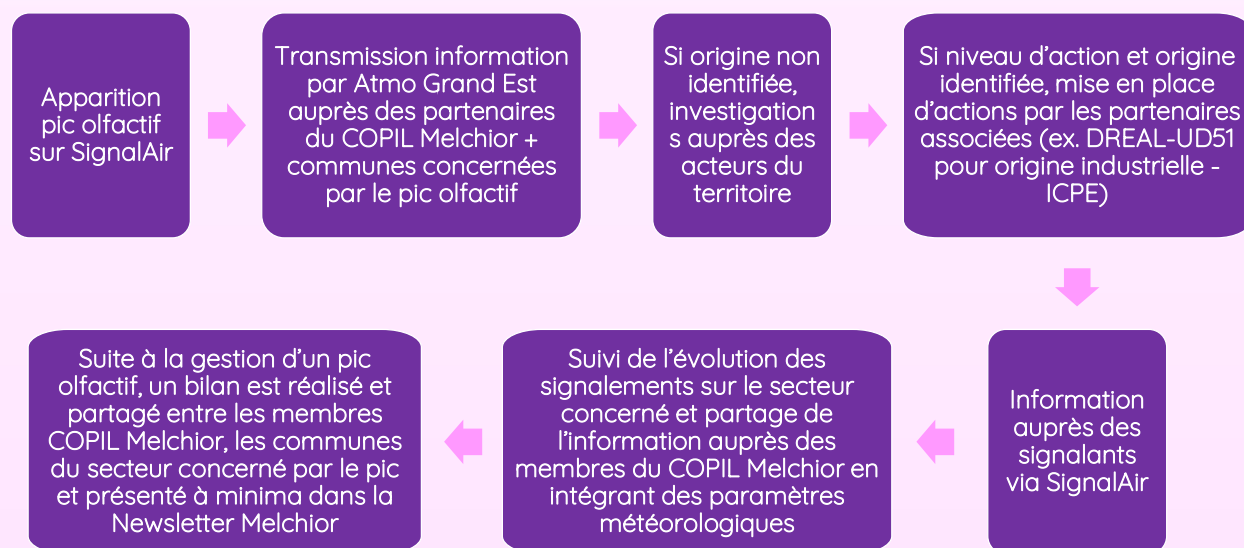 Apparition
pic olfactif
sur SignalAir
Transmission information
par Atmo Grand Est
auprès des partenaires
du COPIL Melchior +
communes concernées
par le pic olfactif
Si origine non
identifiée,
investigation
s auprès des
acteurs du
territoire
Si niveau d’action et origine
identifiée, mise en place
d’actions par les partenaires
associées (ex. DREAL-UD51
pour origine industrielle -
ICPE)
Information
auprès des
signalants
via SignalAir
Suivi de l’évolution des
signalements sur le secteur
concerné et partage de
l’information auprès des
membres du COPIL Melchior en
intégrant des paramètres
météorologiques
Suite à la gestion d’un pic
olfactif, un bilan est réalisé et
partagé entre les membres
COPIL Melchior, les communes
du secteur concerné par le pic
et présenté à minima dans la
Newsletter Melchior